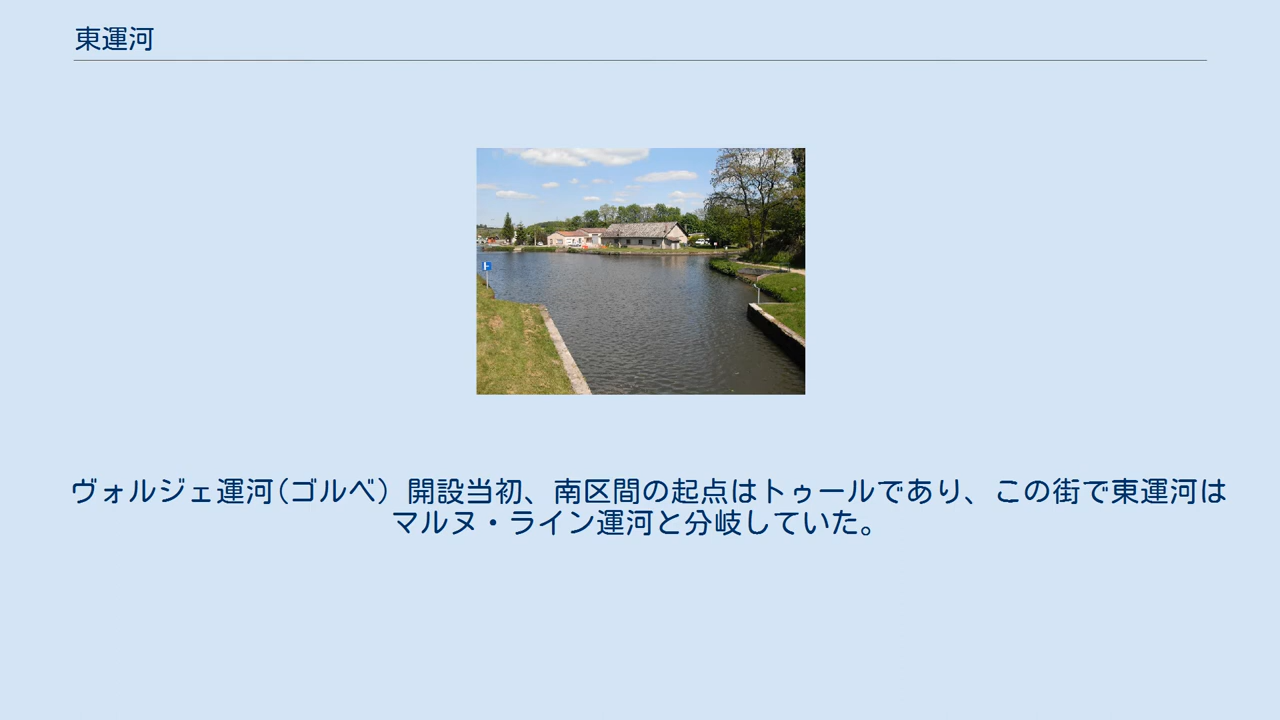 東運河
ヴォルジェ運河(ゴルベ) 開設当初、南区間の起点はトゥールであり、この街で東運河は
マルヌ・ライン運河と分岐していた。